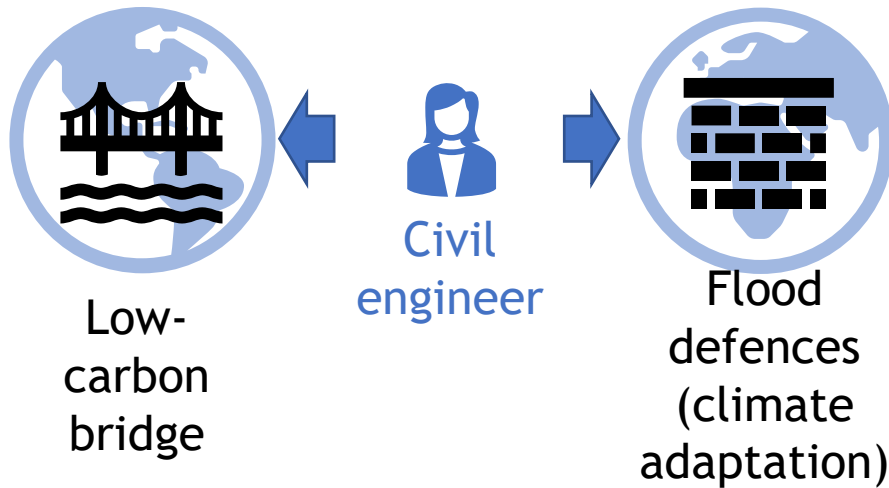 Civil
engineer
Low-
carbon
bridge
Flood
defences
(climate
adaptation)